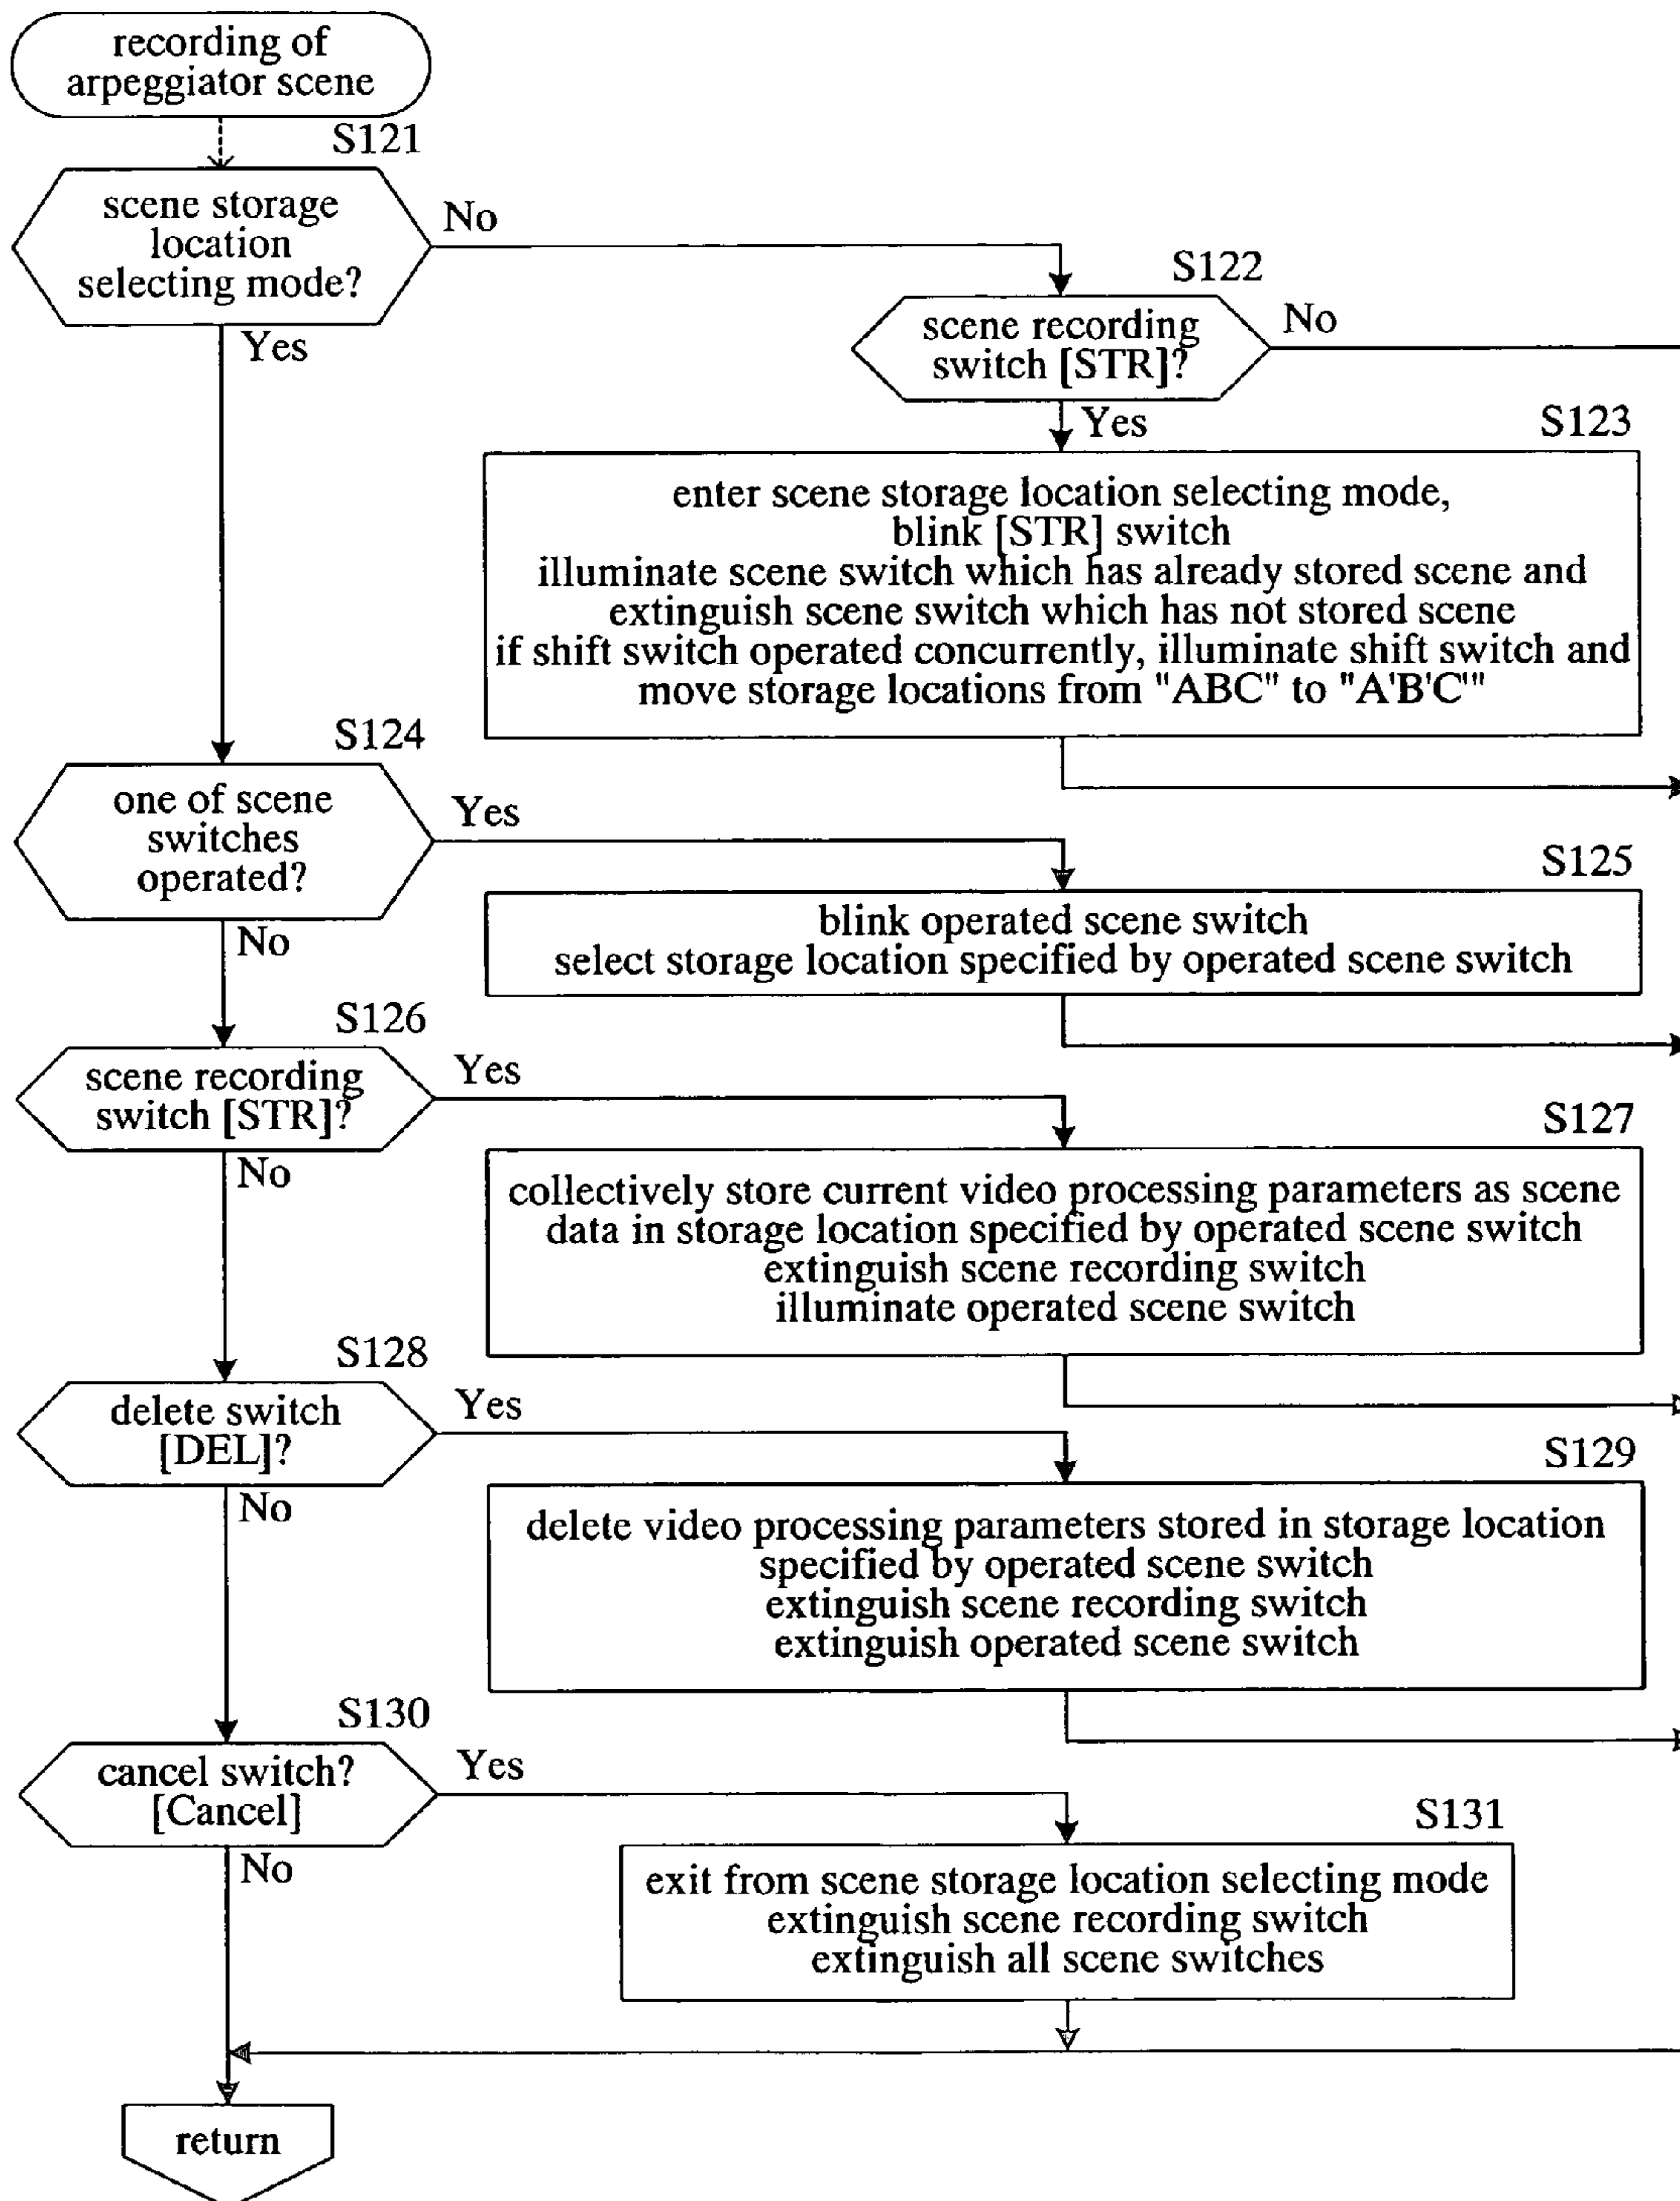 recording of
arpeggiator scene
S121
scene storage
location
selecting mode?
No
Yes
S122
scene recording
switch [STR]?
No
Yes
S123
enter scene storage location selecting mode,
blink [STR] switch
illuminate scene switch which has already stored scene and
extinguish scene switch which has not stored scene
if shift switch operated concurrently, illuminate shift switch and
move storage locations from "ABC" to "A'B'C'"
S124
one of scene
switches
operated?
Yes
No
S125
blink operated scene switch
select storage location specified by operated scene switch
S126
scene recording
switch [STR]?
Yes
No
S127
collectively store current video processing parameters as scene
data in storage location specified by operated scene switch
extinguish scene recording switch
illuminate operated scene switch
S128
delete switch
[DEL]?
Yes
No
S129
delete video processing parameters stored in storage location
specified by operated scene switch
extinguish scene recording switch
extinguish operated scene switch
S130
cancel switch?
[Cancel]
Yes
No
S131
exit from scene storage location selecting mode
extinguish scene recording switch
extinguish all scene switches
return